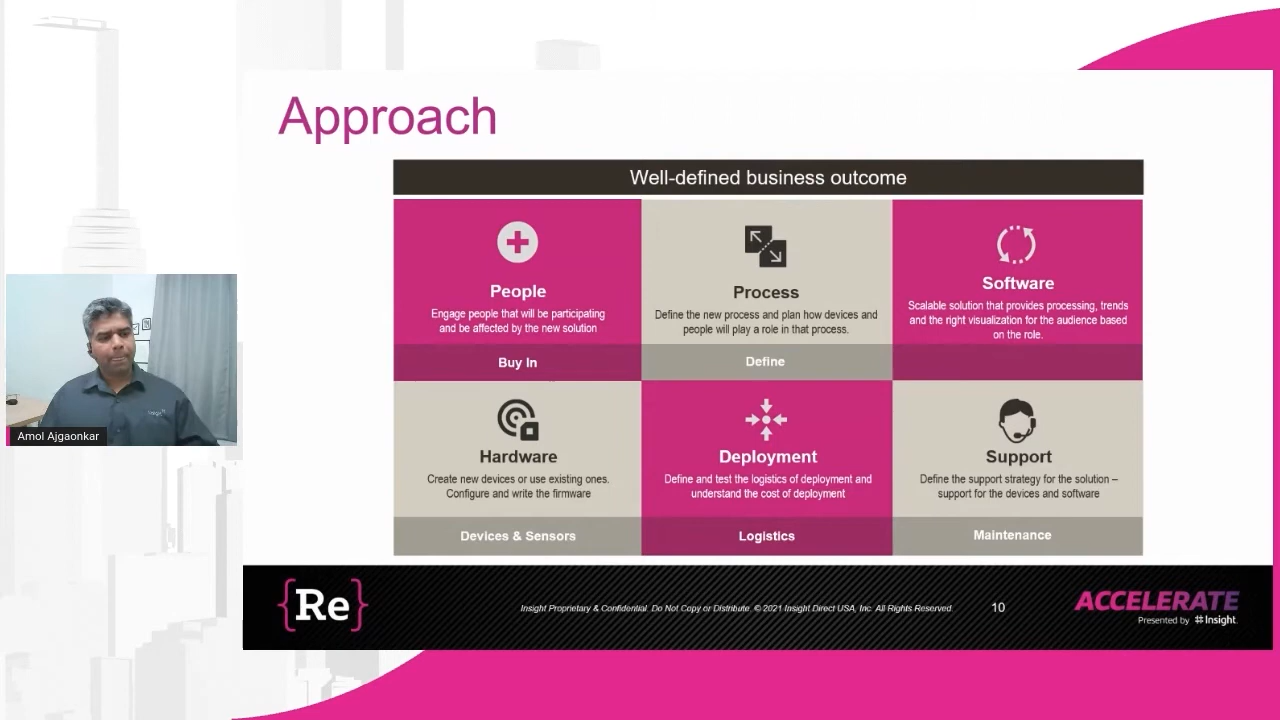 Approach
Well-defined business outcome
People
Engage people that will be participating
and be affected by the new solution
Buy In
Process
Define the new process and plan how devices and
people will play a role in that process.
Define
Software
Scalable solution that provides processing, trends
and the right visualization for the audience based
on the role.
Hardware
Create new devices or use existing ones.
Configure and write the firmware
Devices & Sensors
Deployment
Define and test the logistics of deployment and
understand the cost of deployment
Logistics
Support
Define the support strategy for the solution –
support for the devices and software
Maintenance
Amol Ajgaonkar
{Re}
Insight Proprietary & Confidential. Do Not Copy or Distribute. © 2021 Insight Direct USA, Inc. All Rights Reserved.
10
ACCELERATE
Presented by Insight.